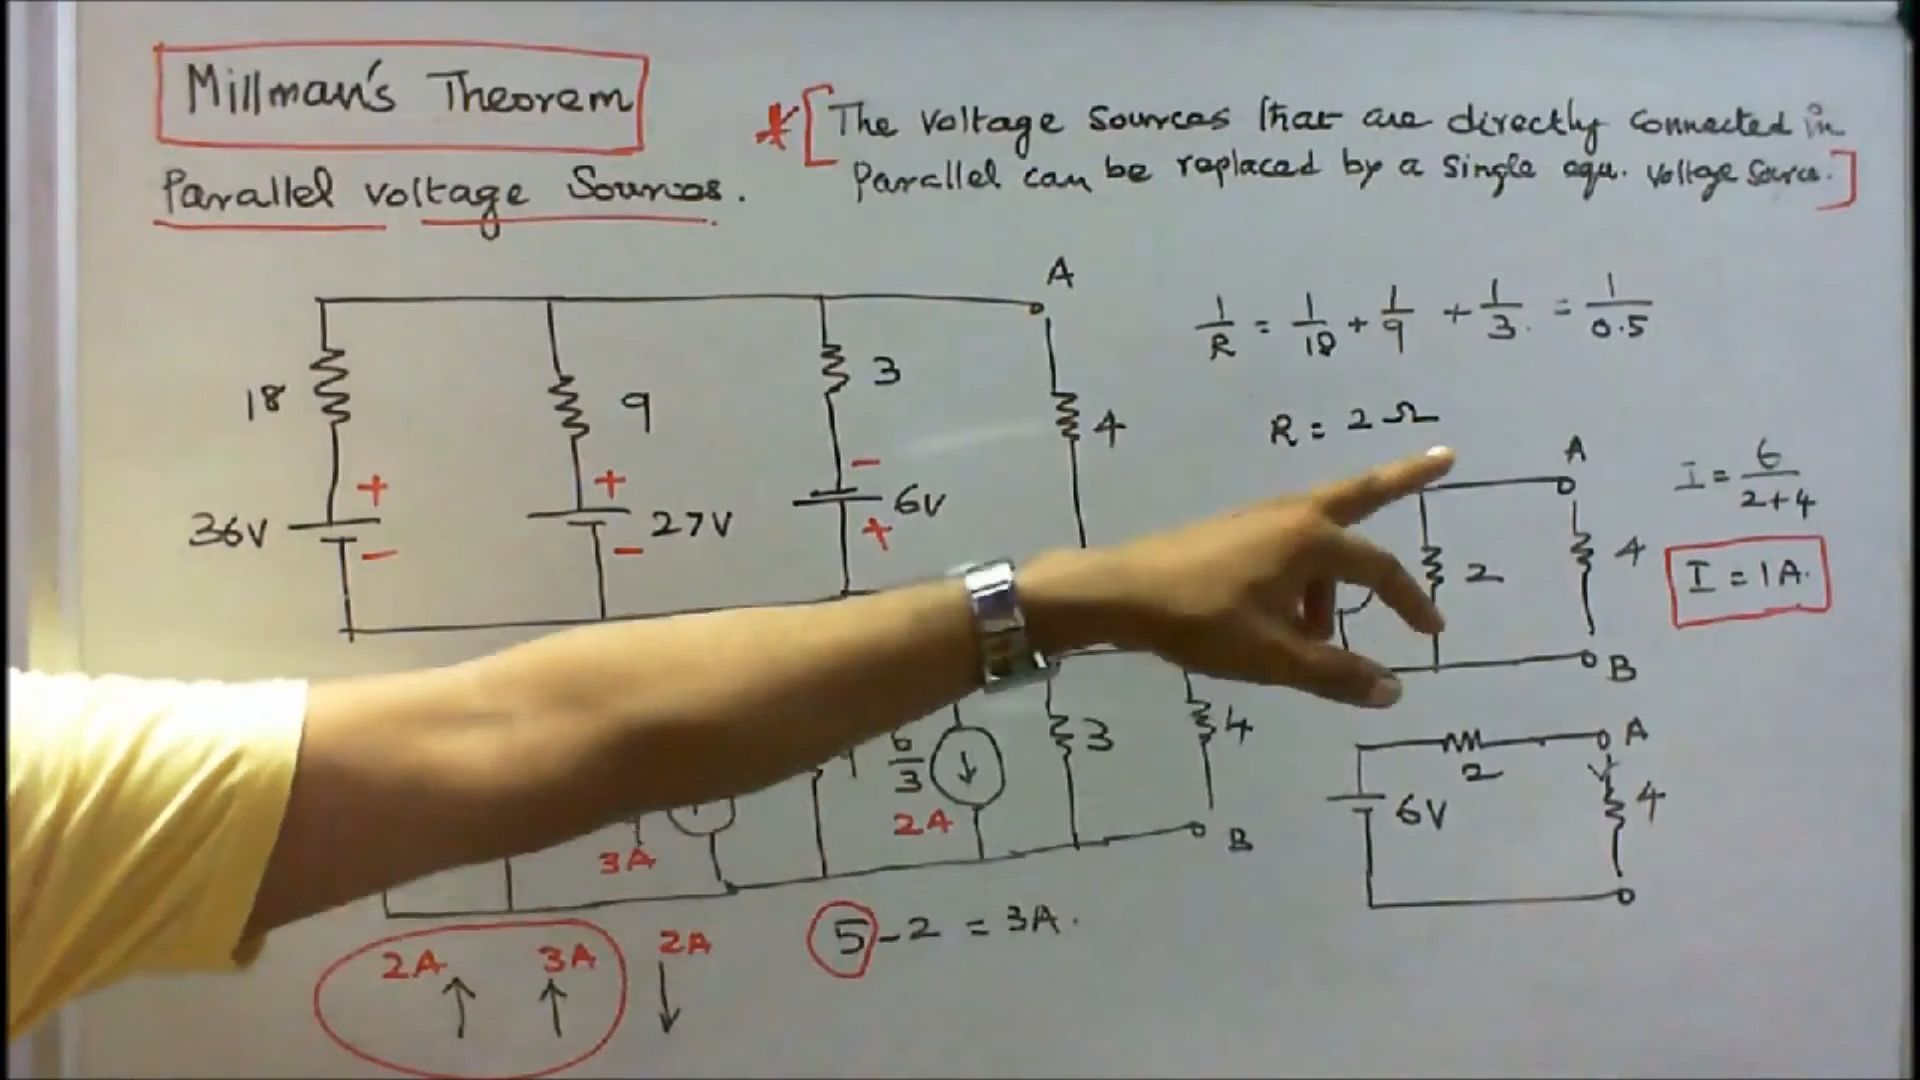 Millman's Theorem
Parallel voltage Sources.
* [The Voltage Sources that are directly connected in
Parallel can be replaced by a single equ. Voltage Source.]
A
18
9
3
4
36V
+
-
+
-
27V
-
+
6V
1/R = 1/18 + 1/9 + 1/3. = 1/0.5
R = 2Ω
A
2
4
B
I = 6/2+4
I = 1A.
6/3
2A
3A
3
4
B
2
A
6V
4
2A ↑ 3A ↑ 2A ↓
5 - 2 = 3A.